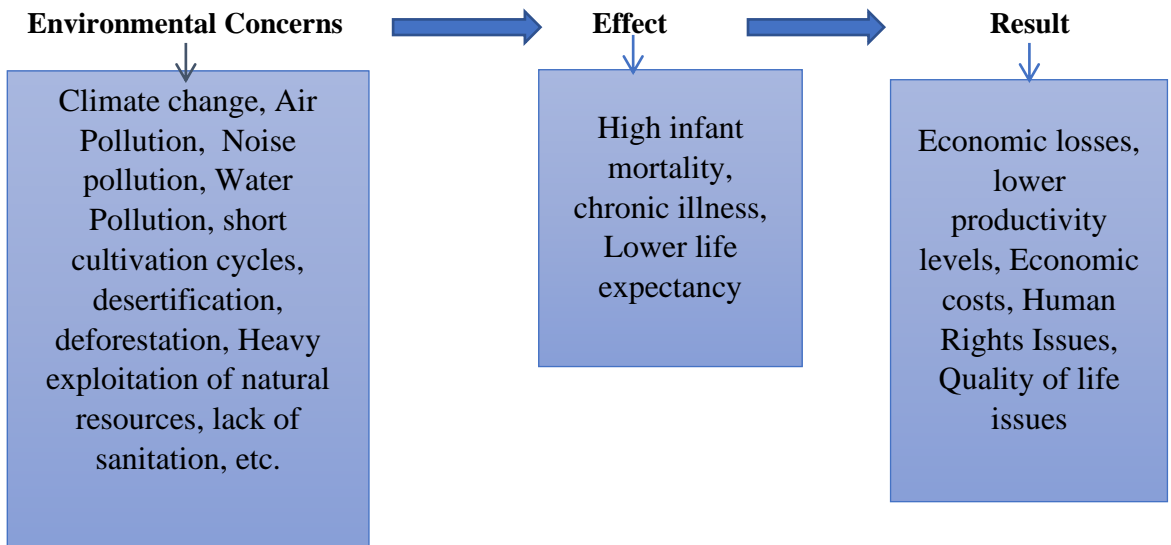 Environmental Concerns
Effect
Result
Climate change, Air
Pollution,  Noise
pollution, Water
Pollution, short
cultivation cycles,
desertification,
deforestation, Heavy
exploitation of natural
resources, lack of
sanitation, etc.
High infant
mortality,
chronic illness,
Lower life
expectancy
Economic losses,
lower
productivity
levels, Economic
costs, Human
Rights Issues,
Quality of life
issues